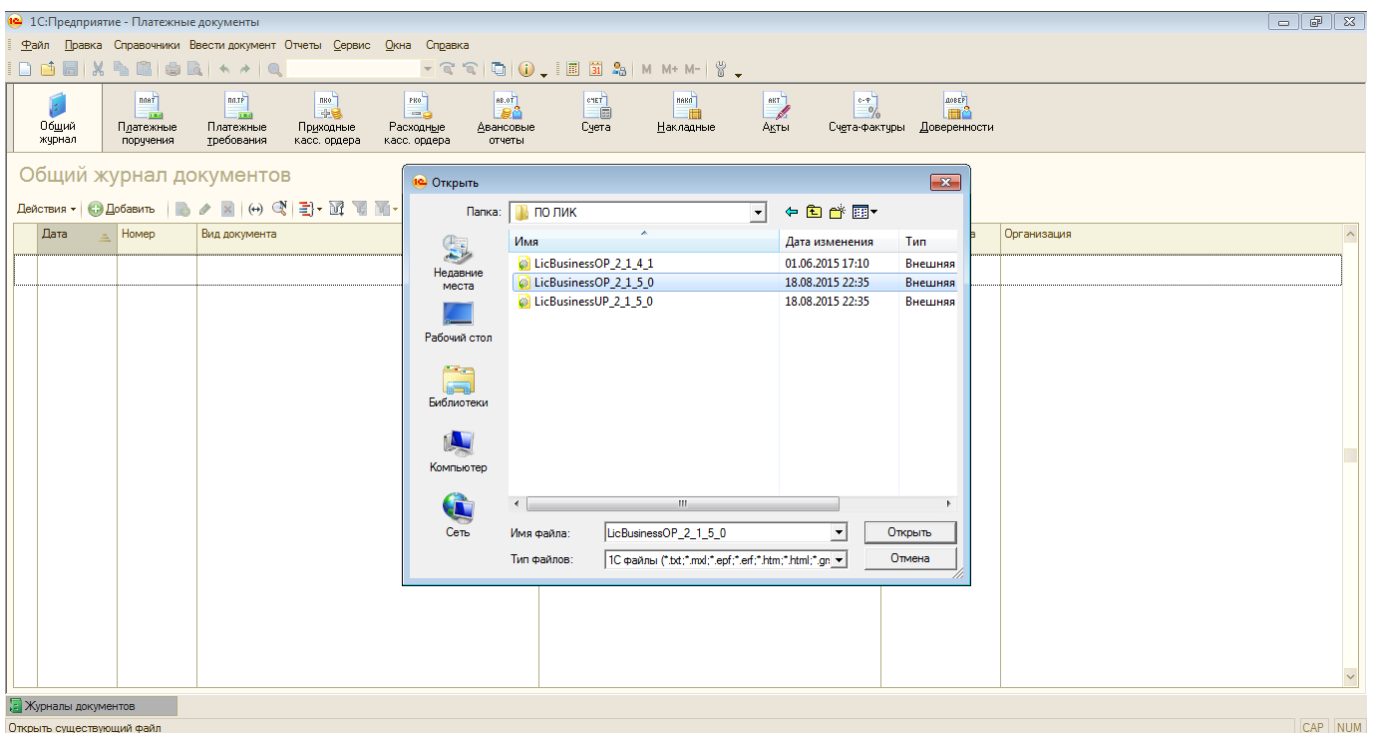 1С:Предприятие - Платежные документы
Файл Правка Справочники Ввести документ Отчеты Сервис Окна Справка
M M+ M-
Общий журнал
Платежные поручения
Платежные требования
Приходные касс. ордера
Расходные касс. ордера
Авансовые отчеты
Счета
Накладные
Акты
Счета-фактуры
Доверенности
Общий журнал документов
Действия Добавить
Дата Номер Вид документа Организация
Открыть
Папка: ПО ЛИК
Имя Дата изменения Тип
LicBusinessOP_2_1_4_1 01.06.2015 17:10 Внешняя
LicBusinessOP_2_1_5_0 18.08.2015 22:35 Внешняя
LicBusinessUP_2_1_5_0 18.08.2015 22:35 Внешняя
Недавние места
Рабочий стол
Библиотеки
Компьютер
Сеть
Имя файла: LicBusinessOP_2_1_5_0 Открыть
Тип файлов: 1С файлы (*.txt;*.mxl;*.epf;*.erf;*.htm;*.html;*.gr Отмена
Журналы документов
Открыть существующий файл CAP NUM